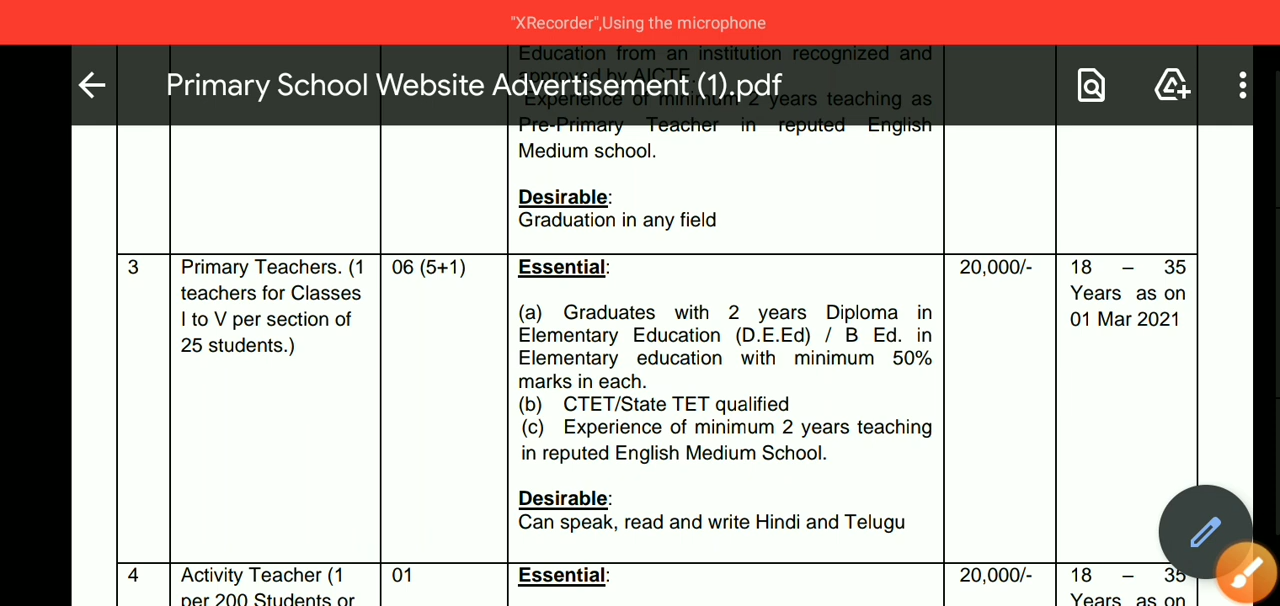 "XRecorder",Using the microphone
Primary School Website Advertisement (1).pdf
Education from an institution recognized and
approved by AICTE.
Experience of minimum 2 years teaching as
Pre-Primary Teacher in reputed English
Medium school.
Desirable:
Graduation in any field
3
Primary Teachers. (1
teachers for Classes
I to V per section of
25 students.)
06 (5+1)
Essential:
(a) Graduates with 2 years Diploma in
Elementary Education (D.E.Ed) / B Ed. in
Elementary education with minimum 50%
marks in each.
(b) CTET/State TET qualified
(c) Experience of minimum 2 years teaching
in reputed English Medium School.
Desirable:
Can speak, read and write Hindi and Telugu
20,000/-
18 – 35
Years as on
01 Mar 2021
4
Activity Teacher (1
per 200 Students or
01
Essential:
20,000/-
18 – 35
Years as on